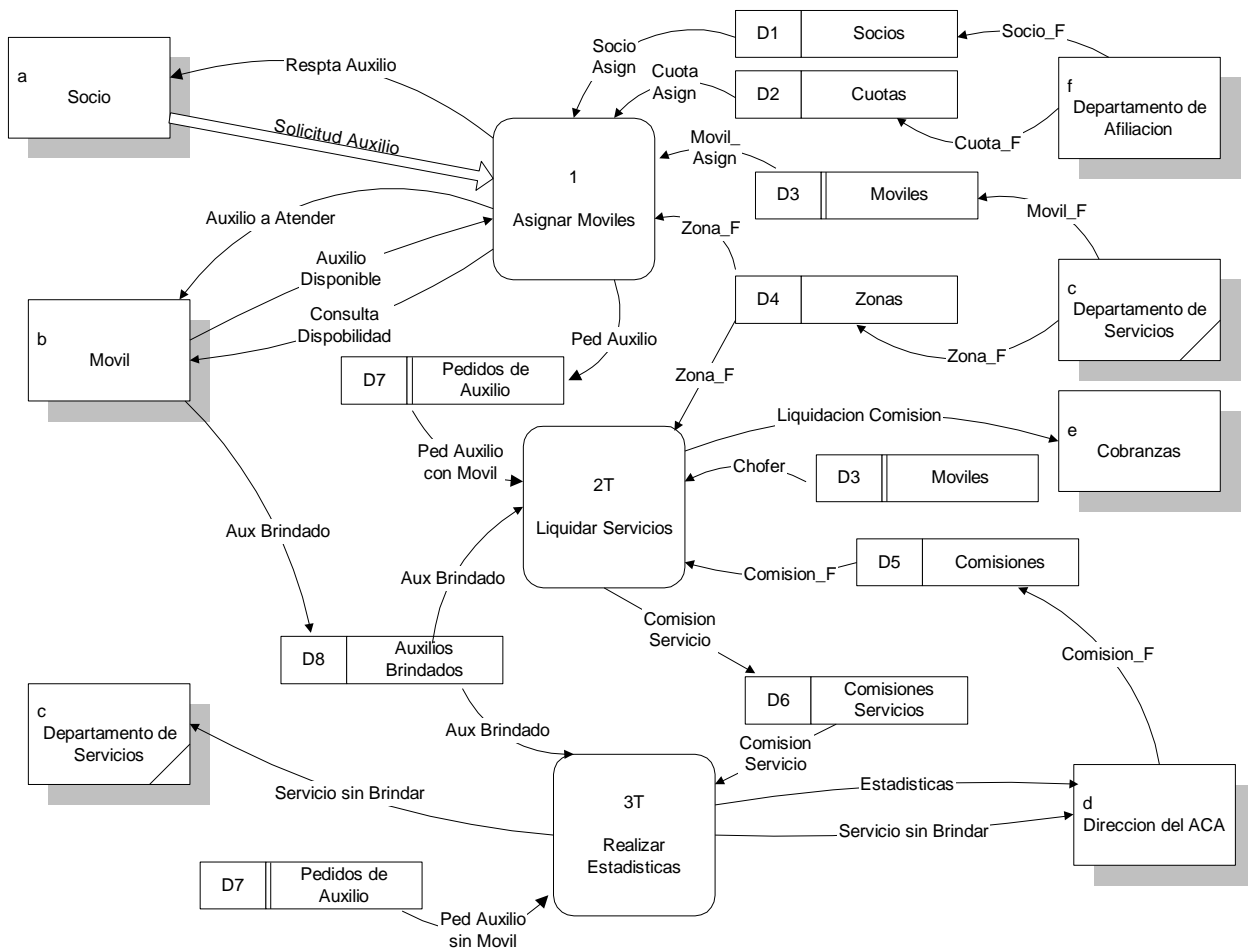 a
Socio
Respta Auxilio
Solicitud Auxilio
Socio
Asign
D1
Socios
Socio_F
Cuota
Asign
D2
Cuotas
f
Departamento de
Afiliacion
Cuota_F
Movil_
Asign
1
Asignar Moviles
D3
Moviles
Movil_F
Auxilio a Atender
Zona_F
Auxilio
Disponible
D4
Zonas
c
Departamento de
Servicios
Consulta
Dispobilidad
b
Movil
Ped Auxilio
Zona_F
D7
Pedidos de
Auxilio
Zona_F
Liquidacion Comision
e
Cobranzas
Ped Auxilio
con Movil
Chofer
D3
Moviles
2T
Liquidar Servicios
Aux Brindado
D5
Comisiones
Comision_F
Aux Brindado
Comision
Servicio
D8
Auxilios
Brindados
Comision_F
D6
Comisiones
Servicios
c
Departamento de
Servicios
Aux Brindado
Comision
Servicio
Servicio sin Brindar
3T
Realizar
Estadisticas
Estadisticas
Servicio sin Brindar
d
Direccion del ACA
D7
Pedidos de
Auxilio
Ped Auxilio
sin Movil